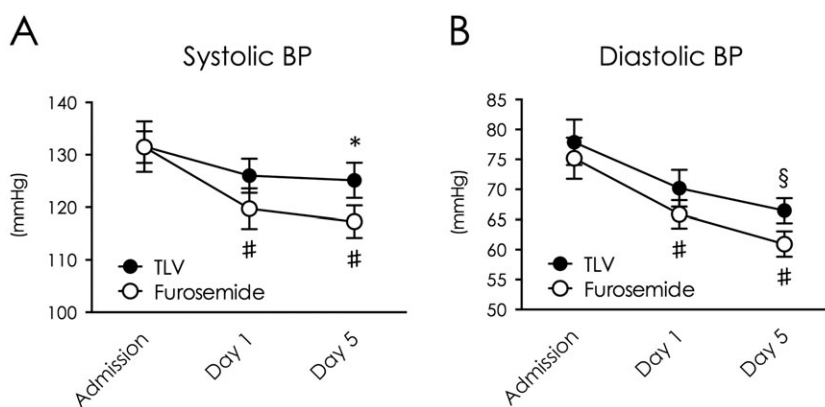 A
Systolic BP
(mmHg)
140
130
120
110
100
*
#
#
TLV
Furosemide
Admission
Day 1
Day 5
B
Diastolic BP
(mmHg)
85
80
75
70
65
60
55
50
§
#
#
TLV
Furosemide
Admission
Day 1
Day 5